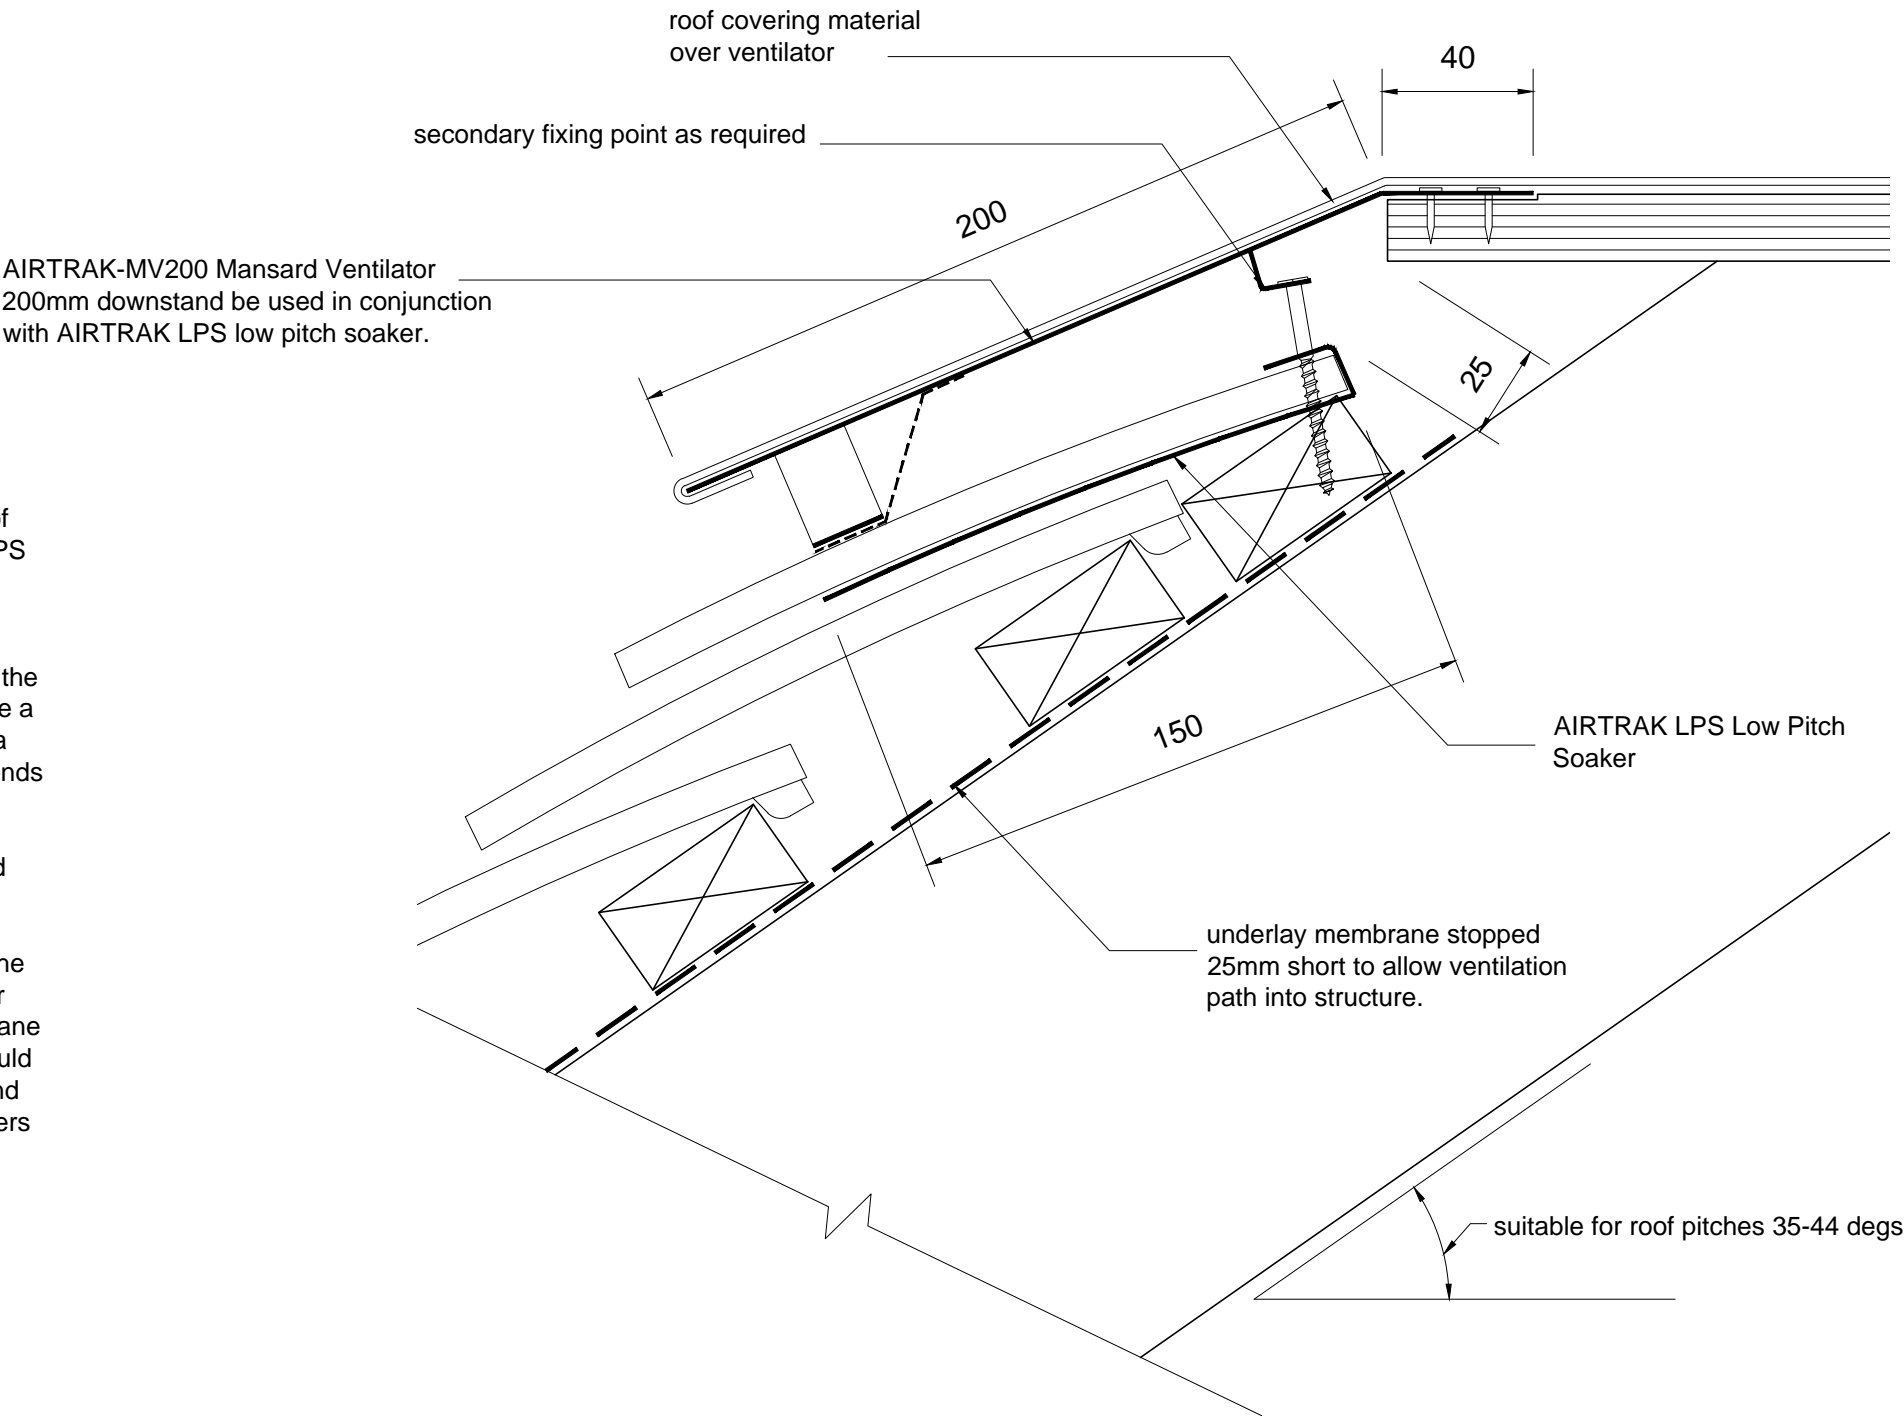 roof covering material
over ventilator
40
secondary fixing point as required
200
AIRTRAK-MV200 Mansard Ventilator
200mm downstand be used in conjunction
with AIRTRAK LPS low pitch soaker.
25
the
a
150
AIRTRAK LPS Low Pitch
Soaker
underlay membrane stopped
25mm short to allow ventilation
path into structure.
suitable for roof pitches 35-44 degs